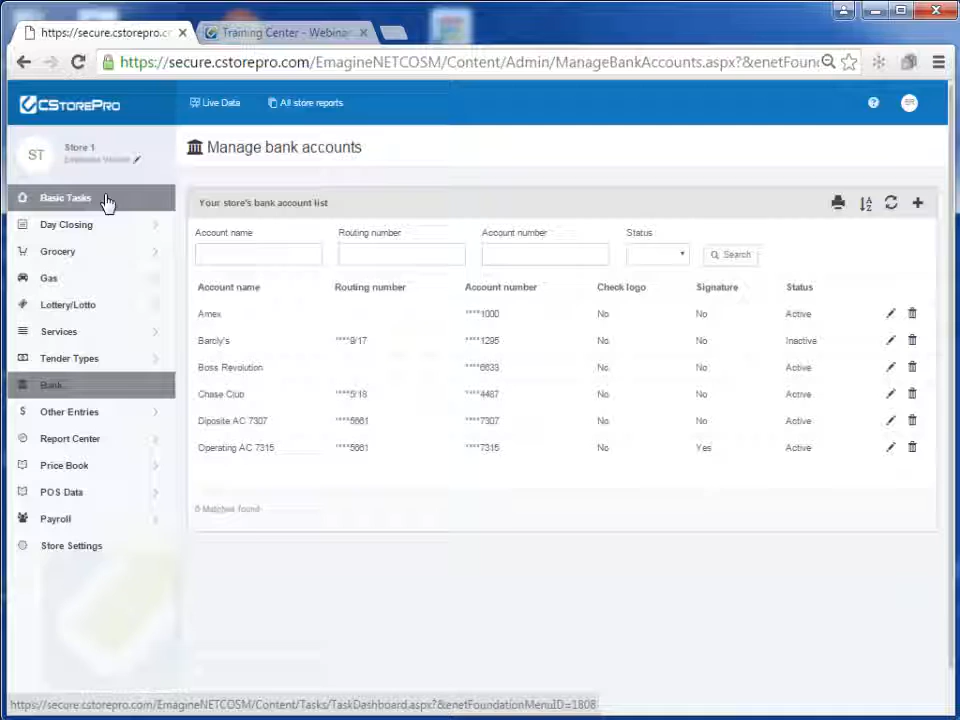 https://secure.cstorepro.c
Training Center - Webina
https://secure.cstorepro.com/EmagineNETCOSM/Content/Admin/ManageBankAccounts.aspx?&enetFoun
CSTOREPRO
Live Data
All store reports
ST
Store 1
Manage bank accounts
Basic Tasks
Day Closing
Grocery
Gas
Lottery/Lotto
Services
Tender Types
Bank
Other Entries
Report Center
Price Book
POS Data
Payroll
Store Settings
Your store's bank account list
Account name Routing number Account number Status
Search
Account name Routing number Account number Check logo Signature Status
Amex ****1000 No No Active
Barcly's ****9/17 ****1295 No No Inactive
Boss Revolution ****6633 No No Active
Chase Club ****5/18 ****4487 No No Active
Diposite AC 7307 ****5661 ****7307 No No Active
Operating AC 7315 ****5661 ****7315 No Yes Active
6 Matches found
https://secure.cstorepro.com/EmagineNETCOSM/Content/Tasks/TaskDashboard.aspx?&enetFoundationMenuID=1808